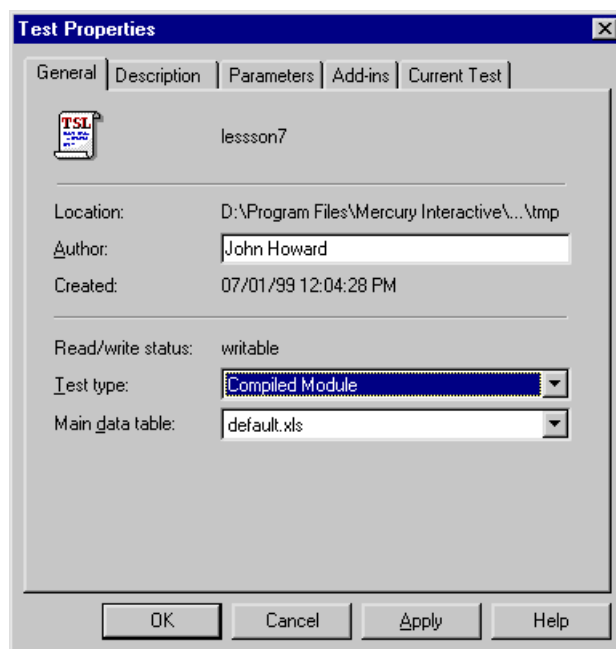 Test Properties
General Description Parameters Add-ins Current Test
TSL
lessson7
Location: D:\Program Files\Mercury Interactive\...\tmp
Author: John Howard
Created: 07/01/99 12:04:28 PM
Read/write status: writable
Test type: Compiled Module
Main data table: default.xls
OK Cancel Apply Help